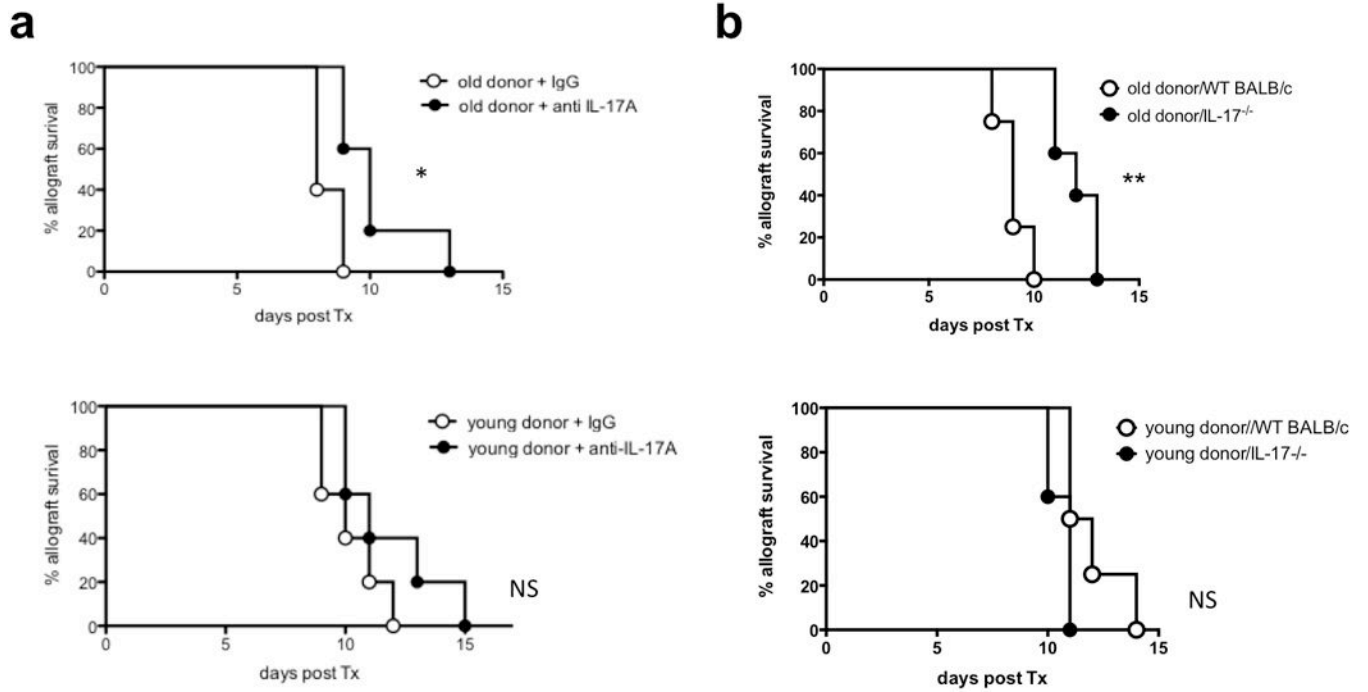 a
% allograft survival
100
80
60
40
20
0
0 5 10 15
days post Tx
old donor + IgG
old donor + anti IL-17A
*
b
% allograft survival
100
80
60
40
20
0
0 5 10 15
days post Tx
old donor/WT BALB/c
old donor/IL-17-/-
**
% allograft survival
100
80
60
40
20
0
0 5 10 15
days post Tx
young donor + IgG
young donor + anti-IL-17A
NS
% allograft survival
100
80
60
40
20
0
0 5 10 15
days post Tx
young donor//WT BALB/c
young donor/IL-17-/-
NS